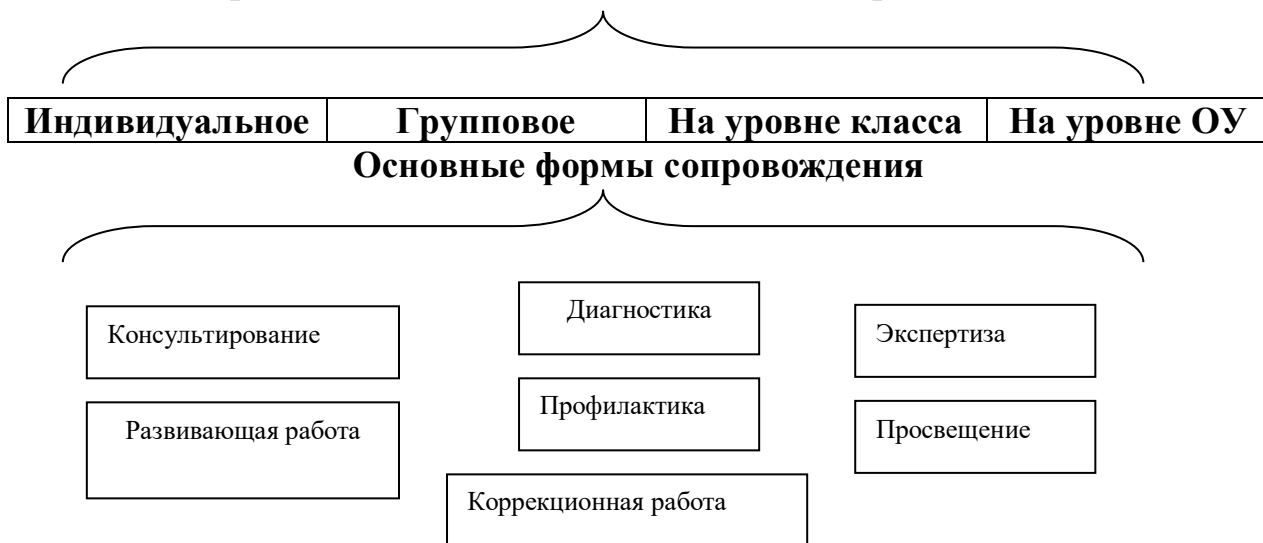 Индивидуальное Групповое На уровне класса На уровне ОУ
Основные формы сопровождения
Консультирование
Диагностика
Экспертиза
Развивающая работа
Профилактика
Просвещение
Коррекционная работа